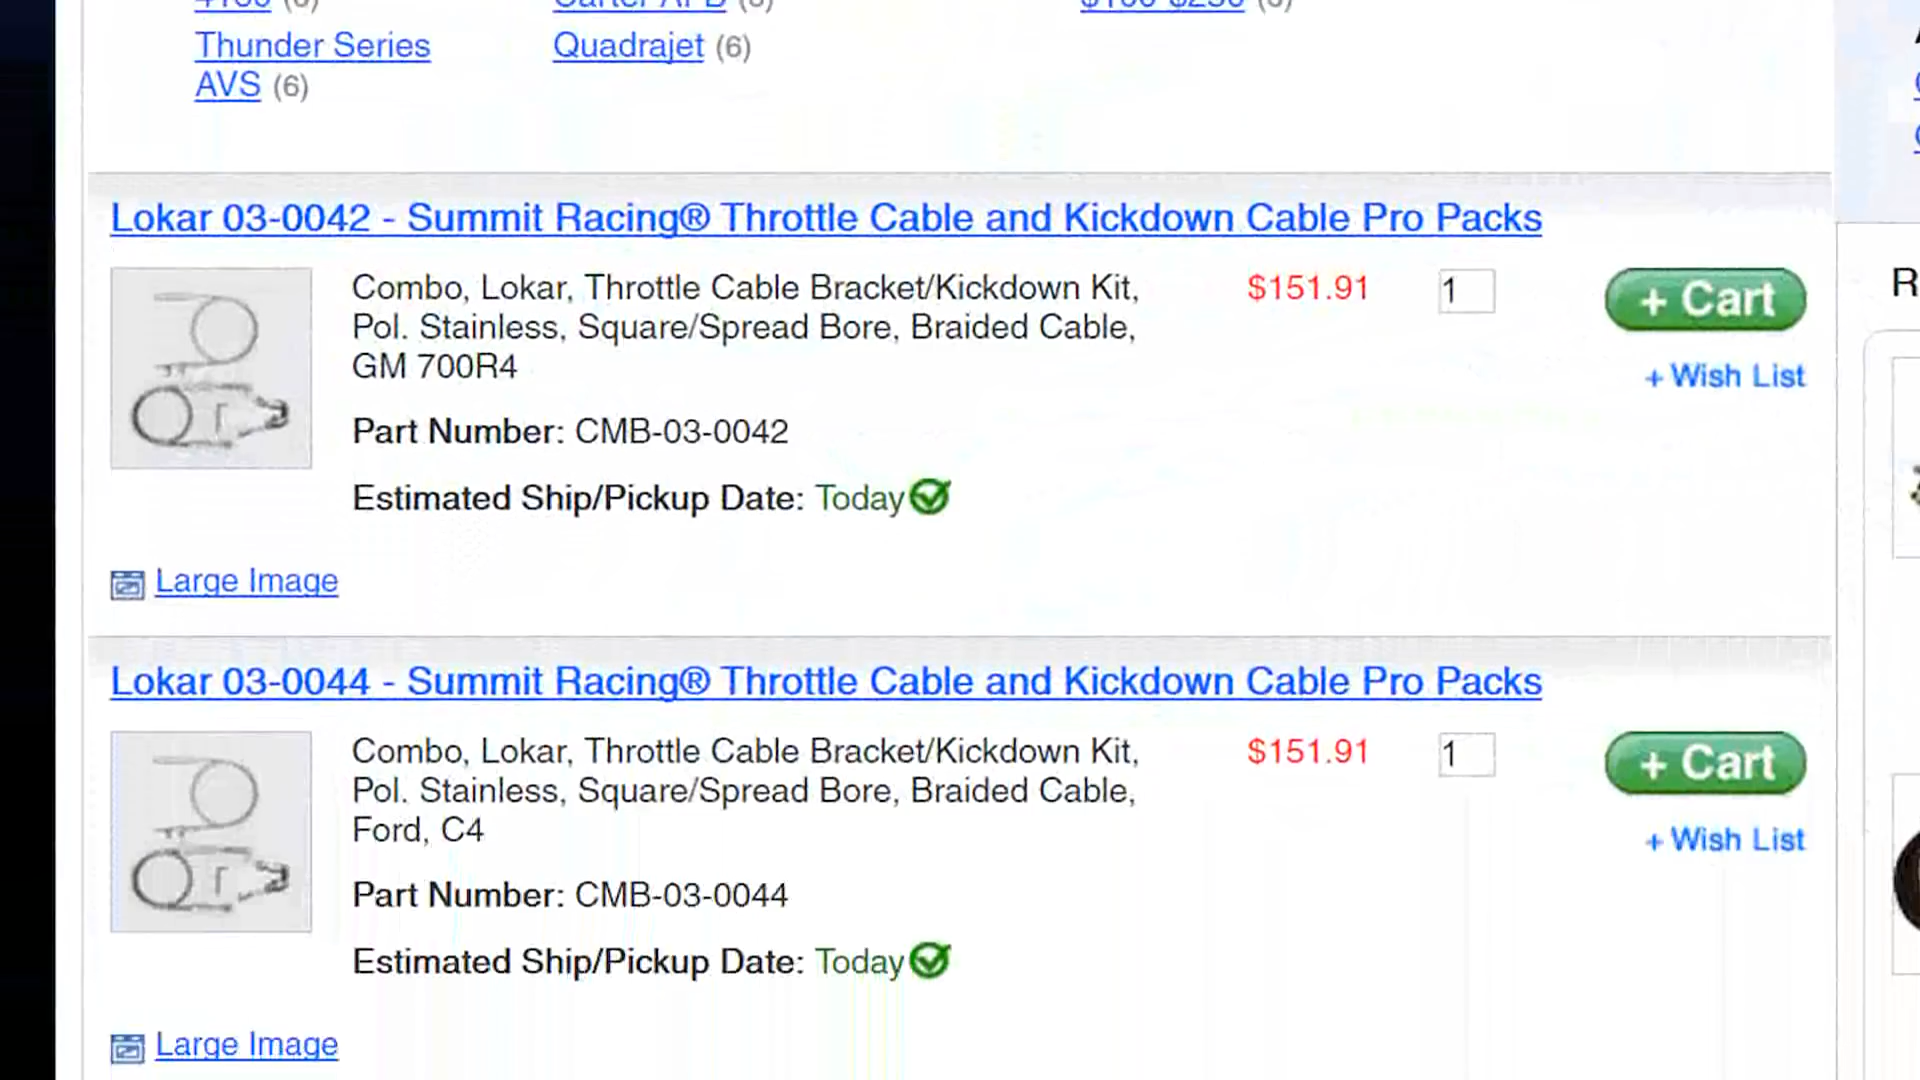 Thunder Series
AVS (6)
Quadrajet (6)
Lokar 03-0042 - Summit Racing® Throttle Cable and Kickdown Cable Pro Packs
Combo, Lokar, Throttle Cable Bracket/Kickdown Kit,
Pol. Stainless, Square/Spread Bore, Braided Cable,
GM 700R4
$151.91
1
+ Cart
+ Wish List
Part Number: CMB-03-0042
Estimated Ship/Pickup Date: Today
Large Image
Lokar 03-0044 - Summit Racing® Throttle Cable and Kickdown Cable Pro Packs
Combo, Lokar, Throttle Cable Bracket/Kickdown Kit,
Pol. Stainless, Square/Spread Bore, Braided Cable,
Ford, C4
$151.91
1
+ Cart
+ Wish List
Part Number: CMB-03-0044
Estimated Ship/Pickup Date: Today
Large Image